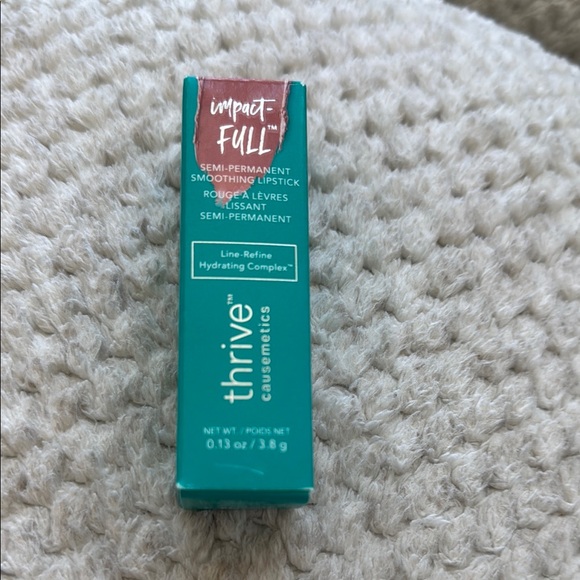 impact-
FULL™
SEMI-PERMANENT
SMOOTHING LIPSTICK
ROUGE À LÈVRES
LISSANT
SEMI-PERMANENT
Line-Refine
Hydrating Complex™
thrive™
causemetics
NET WT. / POIDS NET
0.13 oz / 3.8 g